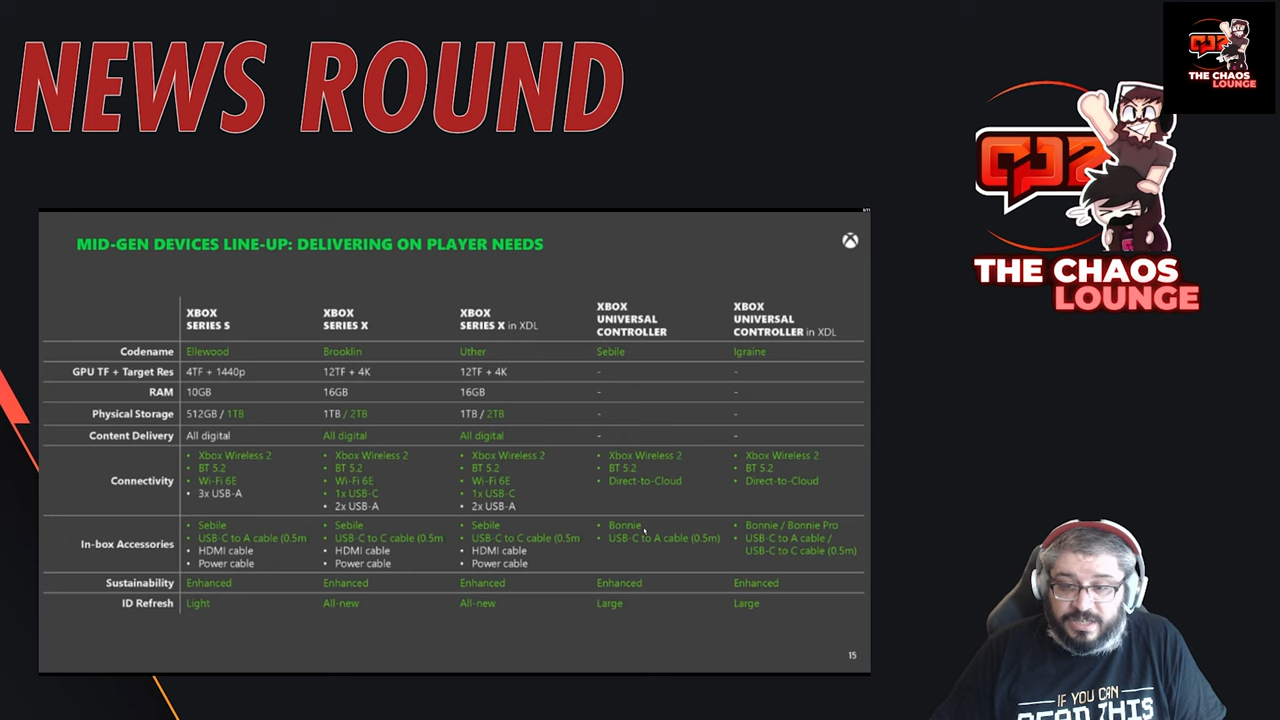 NEWS ROUND
THE CHAOS
LOUNGE
THE CHAOS
LOUNGE
MID-GEN DEVICES LINE-UP: DELIVERING ON PLAYER NEEDS
XBOX SERIES S
XBOX SERIES X
XBOX SERIES X in XDL
XBOX UNIVERSAL CONTROLLER
XBOX UNIVERSAL CONTROLLER in XDL
Codename Ellewood Brooklin Uther Sebile Igraine
GPU TF + Target Res 4TF + 1440p 12TF + 4K 12TF + 4K - -
RAM 10GB 16GB 16GB - -
Physical Storage 512GB / 1TB 1TB / 2TB 1TB / 2TB - -
Content Delivery All digital All digital All digital - -
• Xbox Wireless 2 • Xbox Wireless 2 • Xbox Wireless 2 • Xbox Wireless 2 • Xbox Wireless 2
• BT 5.2 • BT 5.2 • BT 5.2 • BT 5.2 • BT 5.2
Connectivity • Wi-Fi 6E • Wi-Fi 6E • Wi-Fi 6E • Direct-to-Cloud • Direct-to-Cloud
• 3x USB-A • 1x USB-C • 1x USB-C
• 2x USB-A • 2x USB-A
• Sebile • Sebile • Sebile • Bonnie • Bonnie / Bonnie Pro
• USB-C to A cable (0.5m • USB-C to C cable (0.5m • USB-C to C cable (0.5m • USB-C to A cable (0.5m) • USB-C to A cable /
In-box Accessories • HDMI cable • HDMI cable • HDMI cable USB-C to C cable (0.5m)
• Power cable • Power cable • Power cable
Sustainability Enhanced Enhanced Enhanced Enhanced Enhanced
ID Refresh Light All-new All-new Large Large
15
IF YOU CAN
READ THIS